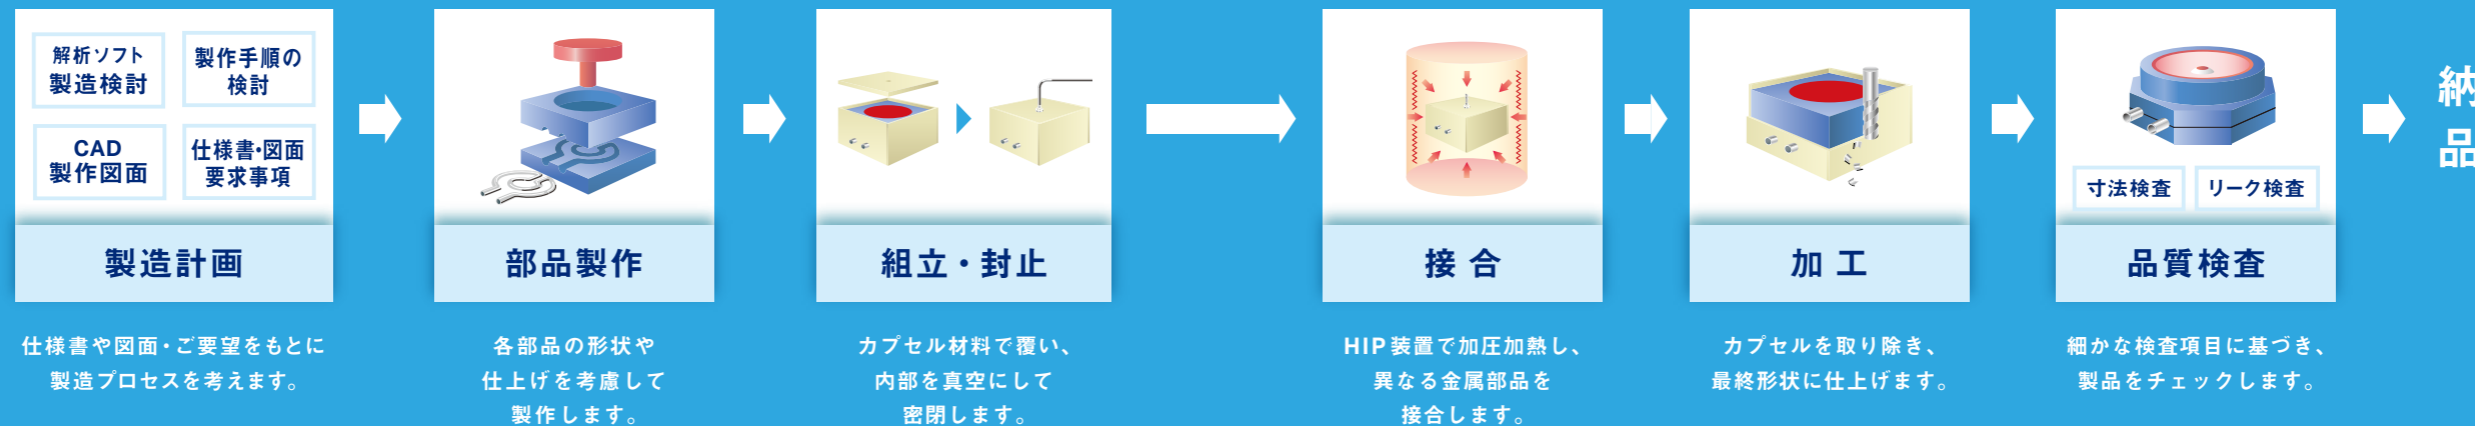 解析ソフト
製造検討
製作手順の
検討
CAD
製作図面
仕様書・図面
要求事項
製造計画
仕様書や図面・ご要望をもとに
製造プロセスを考えます。
部品製作
各部品の形状や
仕上げを考慮して
製作します。
組立・封止
カプセル材料で覆い、
内部を真空にして
密閉します。
接合
HIP装置で加圧加熱し、
異なる金属部品を
接合します。
加工
カプセルを取り除き、
最終形状に仕上げます。
寸法検査
リーク検査
品質検査
細かな検査項目に基づき、
製品をチェックします。
納
品